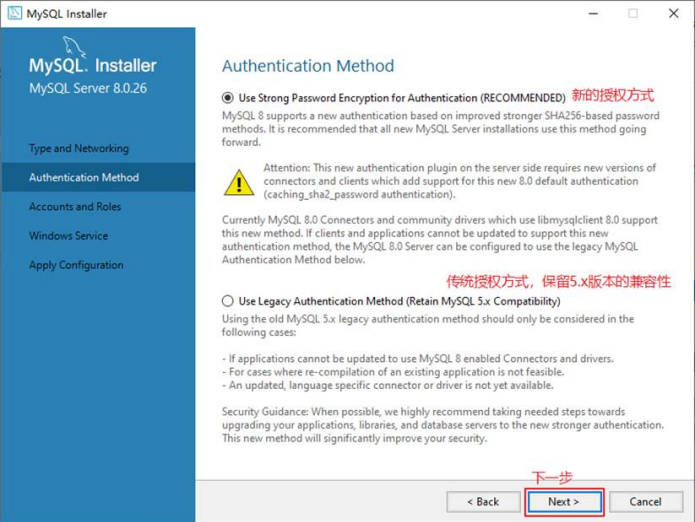 MySQL Installer
MySQL. Installer
MySQL Server 8.0.26
Type and Networking
Authentication Method
Accounts and Roles
Windows Service
Apply Configuration
Authentication Method
Use Strong Password Encryption for Authentication (RECOMMENDED) 新的授权方式
MySQL 8 supports a new authentication based on improved stronger SHA256-based password
methods. It is recommended that all new MySQL Server installations use this method going
forward.
Attention: This new authentication plugin on the server side requires new versions of
connectors and clients which add support for this new 8.0 default authentication
(caching_sha2_password authentication).
Currently MySQL 8.0 Connectors and community drivers which use libmysqlclient 8.0 support
this new method. If clients and applications cannot be updated to support this new
authentication method, the MySQL 8.0 Server can be configured to use the legacy MySQL
Authentication Method below.
传统授权方式，保留5.x版本的兼容性
Use Legacy Authentication Method (Retain MySQL 5.x Compatibility)
Using the old MySQL 5.x legacy authentication method should only be considered in the
following cases:
- If applications cannot be updated to use MySQL 8 enabled Connectors and drivers.
- For cases where re-compilation of an existing application is not feasible.
- An updated, language specific connector or driver is not yet available.
Security Guidance: When possible, we highly recommend taking needed steps towards
upgrading your applications, libraries, and database servers to the new stronger authentication.
This new method will significantly improve your security.
下一步
< Back
Next >
Cancel